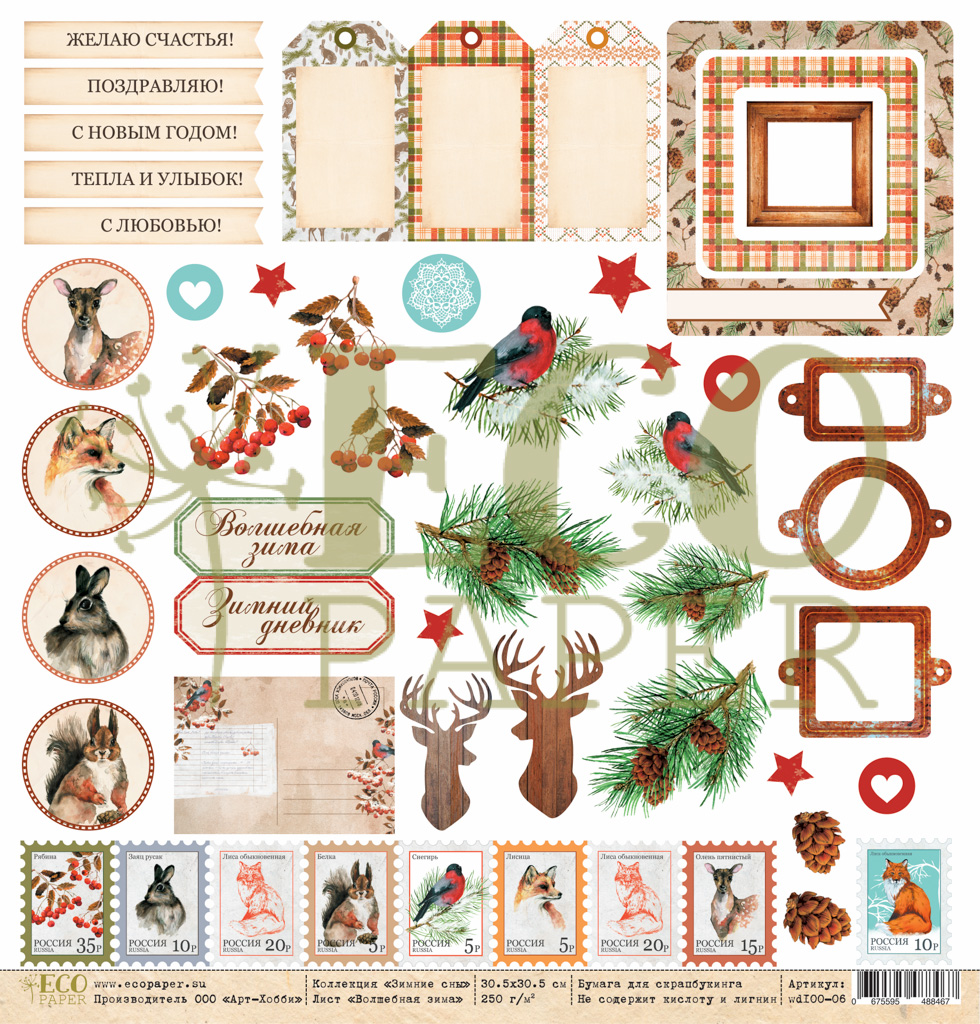 ЖЕЛАЮ СЧАСТЬЯ!
ПОЗДРАВЛЯЮ!
С НОВЫМ ГОДОМ!
ТЕПЛА И УЛЫБОК!
С ЛЮБОВЬЮ!
ECO
PAPER
Волшебная
зима
Зимний
дневник
Рябина
РОССИЯ 35Р
RUSSIA
Заяц русак
РОССИЯ 10Р
RUSSIA
Лиса обыкновенная
РОССИЯ 20Р
RUSSIA
Белка
РОССИЯ 5Р
RUSSIA
Снегирь
РОССИЯ 5Р
RUSSIA
Лисица
РОССИЯ 5Р
RUSSIA
Лиса обыкновенная
РОССИЯ 20Р
RUSSIA
Олень пятнистый
РОССИЯ 15Р
RUSSIA
Лиса обыкновенная
РОССИЯ 10Р
RUSSIA
ECO
PAPER
www.ecopaper.su
Производитель ООО «Арт-Хобби»
Коллекция «Зимние сны»
Лист «Волшебная зима»
30.5х30.5 см
250 г/м²
Бумага для скрапбукинга
Не содержит кислоту и лигнин
Артикул:
wdI00-06
0 675595 488467